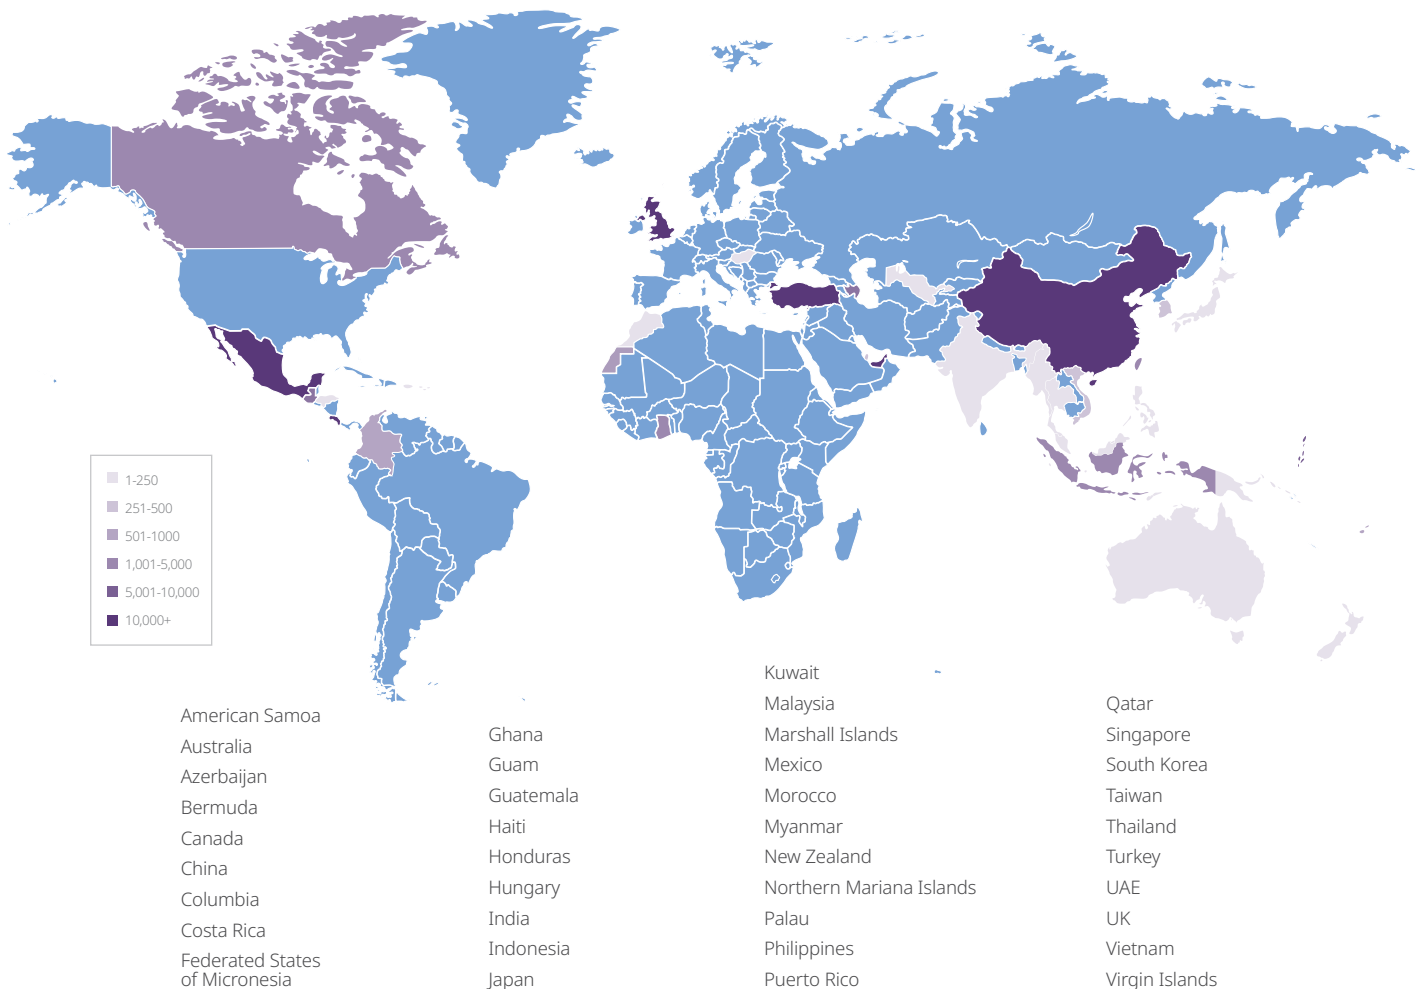 1-250
251-500
501-1000
1,001-5,000
5,001-10,000
10,000+
American Samoa
Australia
Azerbaijan
Bermuda
Canada
China
Columbia
Costa Rica
Federated States
of Micronesia
Ghana
Guam
Guatemala
Haiti
Honduras
Hungary
India
Indonesia
Japan
Kuwait
Malaysia
Marshall Islands
Mexico
Morocco
Myanmar
New Zealand
Northern Mariana Islands
Palau
Philippines
Puerto Rico
Qatar
Singapore
South Korea
Taiwan
Thailand
Turkey
UAE
UK
Vietnam
Virgin Islands